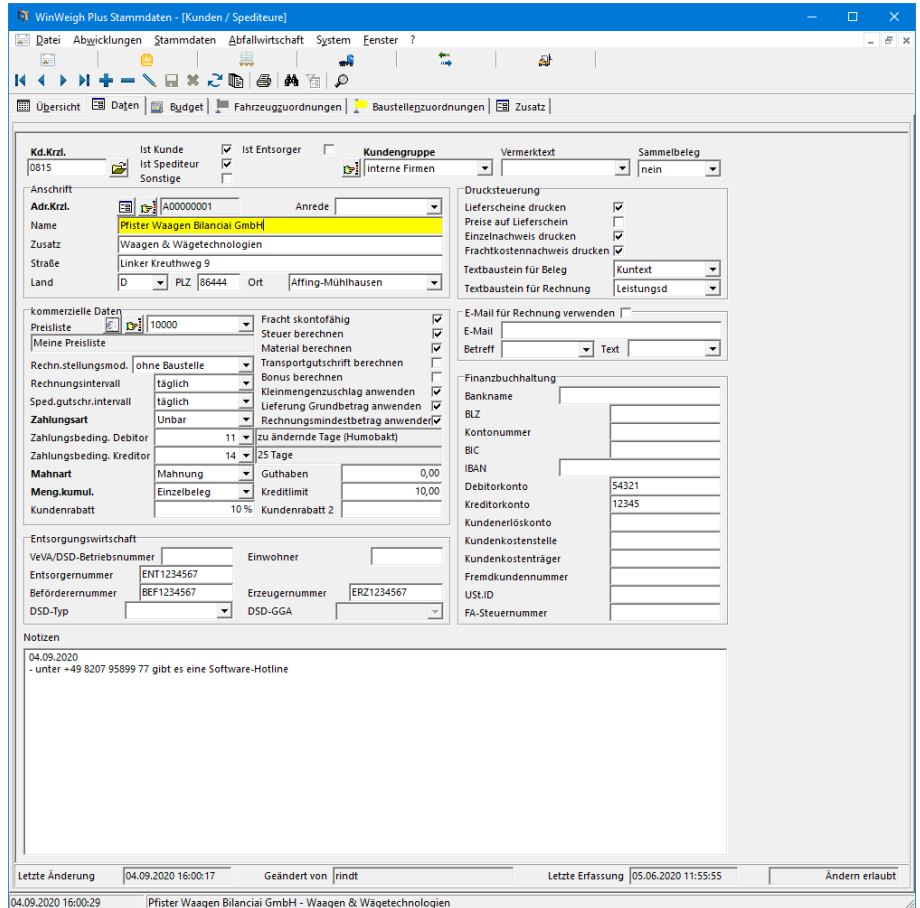 WinWeigh Plus Stammdaten - [Kunden / Spediteure]
Datei Abwicklungen Stammdaten Abfallwirtschaft System Fenster ?
Übersicht Daten Budget Fahrzeugzuordnungen Baustellenzuordnungen Zusatz
Kd.Krzl. Ist Kunde Ist Entsorger Kundengruppe Vermerktext Sammelbeleg
0815 Ist Spediteur interne Firmen nein
Sonstige
Anschrift
Adr.Krzl. A00000001 Anrede
Name Pfister Waagen Bilanciai GmbH
Zusatz Waagen & Wägetechnologien
Straße Linker Kreuthweg 9
Land D PLZ 86444 Ort Affing-Mühlhausen
Drucksteuerung
Lieferscheine drucken
Preise auf Lieferschein
Einzelnachweis drucken
Frachtkostennachweis drucken
Textbaustein für Beleg Kuntext
Textbaustein für Rechnung Leistungsd
kommerzielle Daten
Preisliste 10000
Meine Preisliste
Rechn.stellungsmod. ohne Baustelle
Rechnungsintervall täglich
Sped.gutschr.intervall täglich
Zahlungsart Unbar
Fracht skontofähig
Steuer berechnen
Material berechnen
Transportgutschrift berechnen
Bonus berechnen
Kleinmengenzuschlag anwenden
Lieferung Grundbetrag anwenden
Rechnungsmindestbetrag anwenden
Zahlungsbeding. Debitor 11 zu ändernde Tage (Humobakt)
Zahlungsbeding. Kreditor 14 25 Tage
Mahnart Mahnung Guthaben 0,00
Meng.kumul. Einzelbeleg Kreditlimit 10,00
Kundenrabatt 10 % Kundenrabatt 2
E-Mail für Rechnung verwenden
E-Mail
Betreff Text
Finanzbuchhaltung
Bankname
BLZ
Kontonummer
BIC
IBAN
Debitorkonto 54321
Kreditorkonto 12345
Kundenerlöskonto
Kundenkostenstelle
Kundenkostenträger
Fremdkundennummer
USt.ID
FA-Steuernummer
Entsorgungswirtschaft
VeVA/DSD-Betriebsnummer Einwohner
Entsorgernummer ENT1234567
Beförderernummer BEF1234567 Erzeugernummer ERZ1234567
DSD-Typ DSD-GGA
Notizen
04.09.2020
- unter +49 8207 95899 77 gibt es eine Software-Hotline
Letzte Änderung 04.09.2020 16:00:17 Geändert von rindt Letzte Erfassung 05.06.2020 11:55:55 Ändern erlaubt
04.09.2020 16:00:29 Pfister Waagen Bilanciai GmbH - Waagen & Wägetechnologien